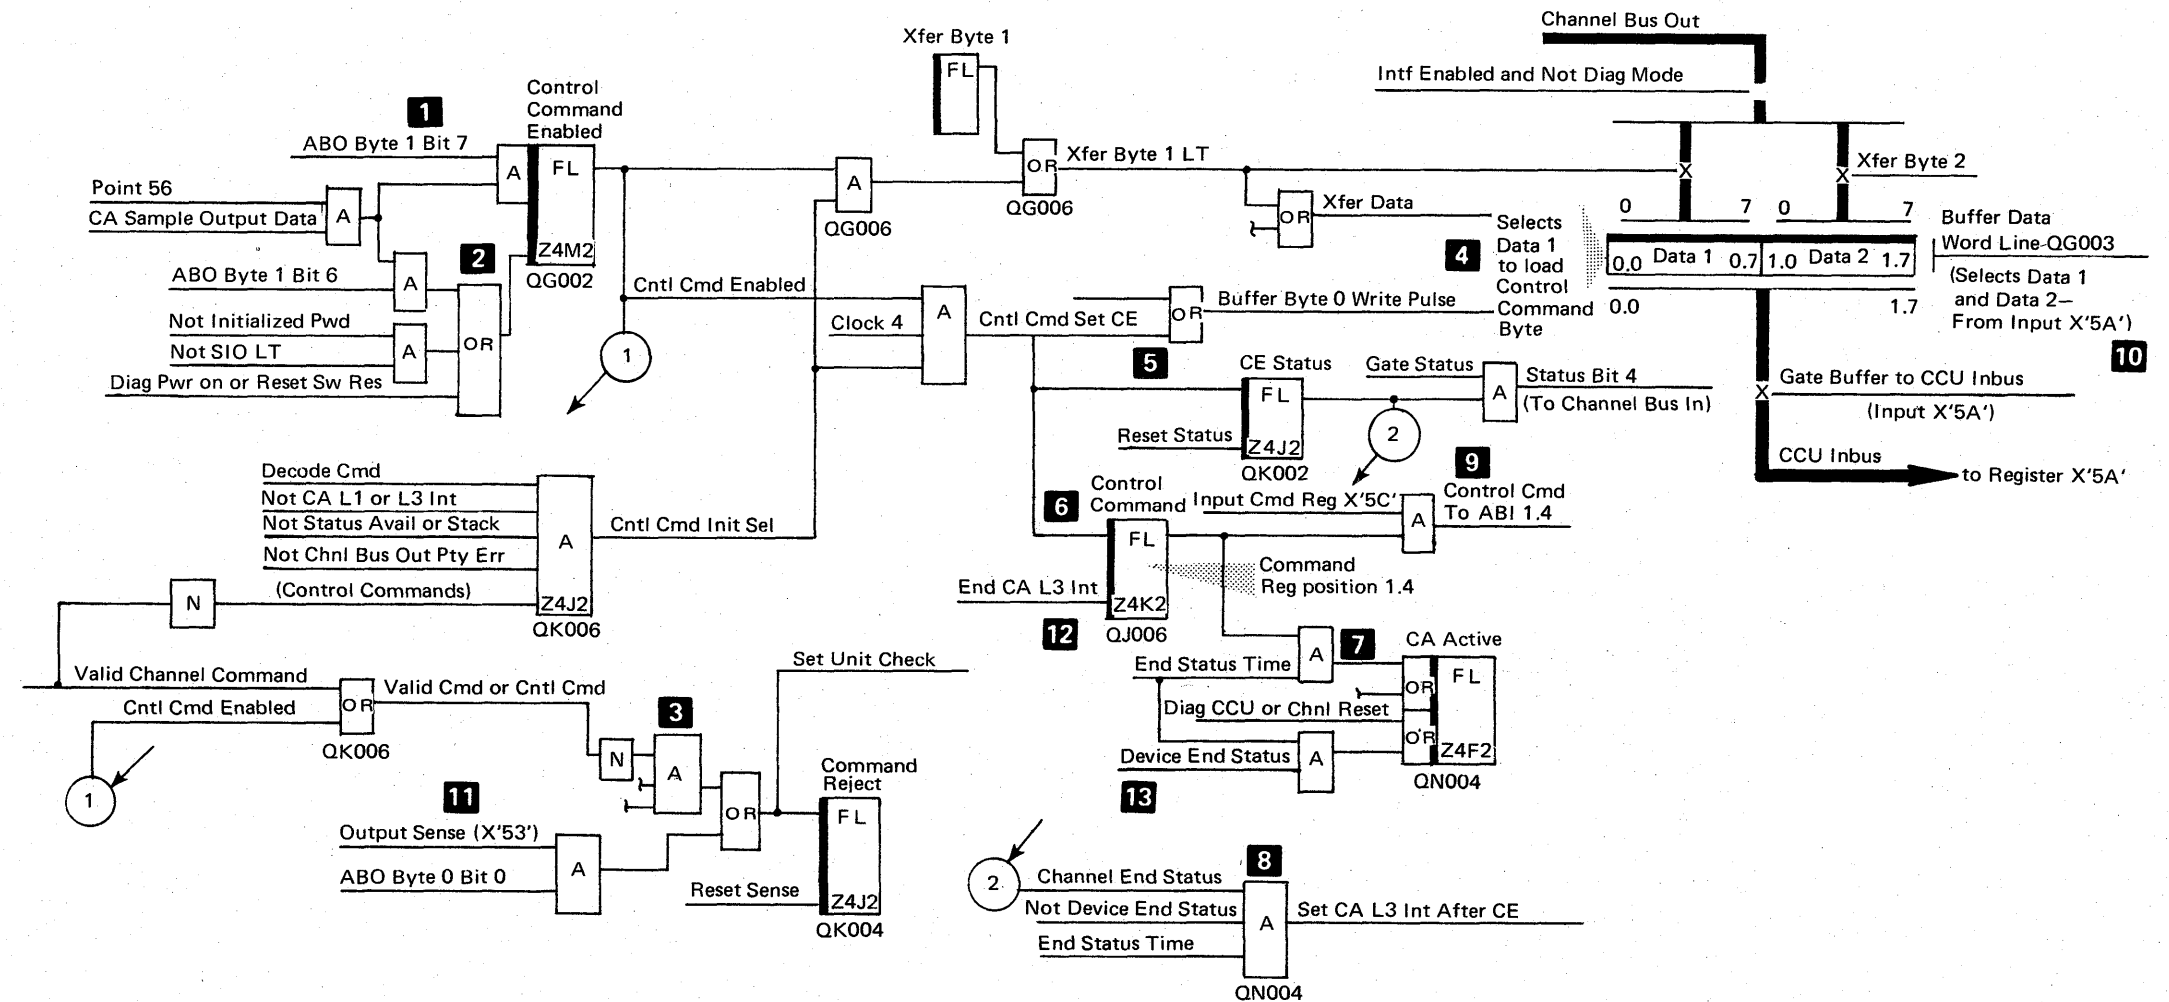 Channel Bus Out
Xfer Byte 1
FL
Intf Enabled and Not Diag Mode
1
Control
Command
Enabled
ABO Byte 1 Bit 7
A
FL
Z4M2
QG002
Point 56
CA Sample Output Data
A
ABO Byte 1 Bit 6
A
2
Not Initialized Pwd
Not SIO LT
A
OR
Diag Pwr on or Reset Sw Res
1
A
QG006
OR
QG006
Xfer Byte 1 LT
OR
Xfer Data
X
X
Xfer Byte 2
0
7
0
7
Buffer Data
Word Line-QG003
(Selects Data 1
and Data 2—
From Input X'5A')
10
4
Selects
Data 1
to load
Control
Command
Byte
0.0 Data 1 0.7
1.0 Data 2 1.7
0.0
1.7
Cntl Cmd Enabled
Clock 4
A
Cntl Cmd Set CE
OR
Buffer Byte 0 Write Pulse
5
CE Status
FL
Z4J2
QK002
Reset Status
Gate Status
A
Status Bit 4
(To Channel Bus In)
2
X
Gate Buffer to CCU Inbus
(Input X'5A')
CCU Inbus
to Register X'5A'
Decode Cmd
Not CA L1 or L3 Int
Not Status Avail or Stack
Not Chnl Bus Out Pty Err
(Control Commands)
A
Z4J2
QK006
N
Cntl Cmd Init Sel
6
Control
Command
FL
Z4K2
QJ006
Input Cmd Reg X'5C'
A
9
Control Cmd
To ABI 1.4
Command
Reg position 1.4
End CA L3 Int
12
Valid Channel Command
Cntl Cmd Enabled
OR
QK006
Valid Cmd or Cntl Cmd
1
N
3
A
Set Unit Check
OR
Command
Reject
FL
Z4J2
QK004
11
Output Sense (X'53')
ABO Byte 0 Bit 0
A
Reset Sense
End Status Time
A
7
CA Active
OR
FL
Diag CCU or Chnl Reset
OR
Z4F2
QN004
Device End Status
A
13
2
8
Channel End Status
Not Device End Status
End Status Time
A
Set CA L3 Int After CE
QN004